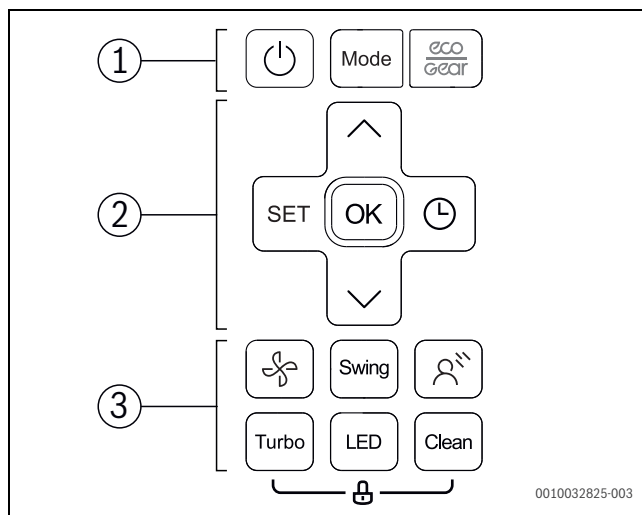 1
Mode
eco
Gear
2
SET
OK
3
Swing
Turbo
LED
Clean
0010032825-003